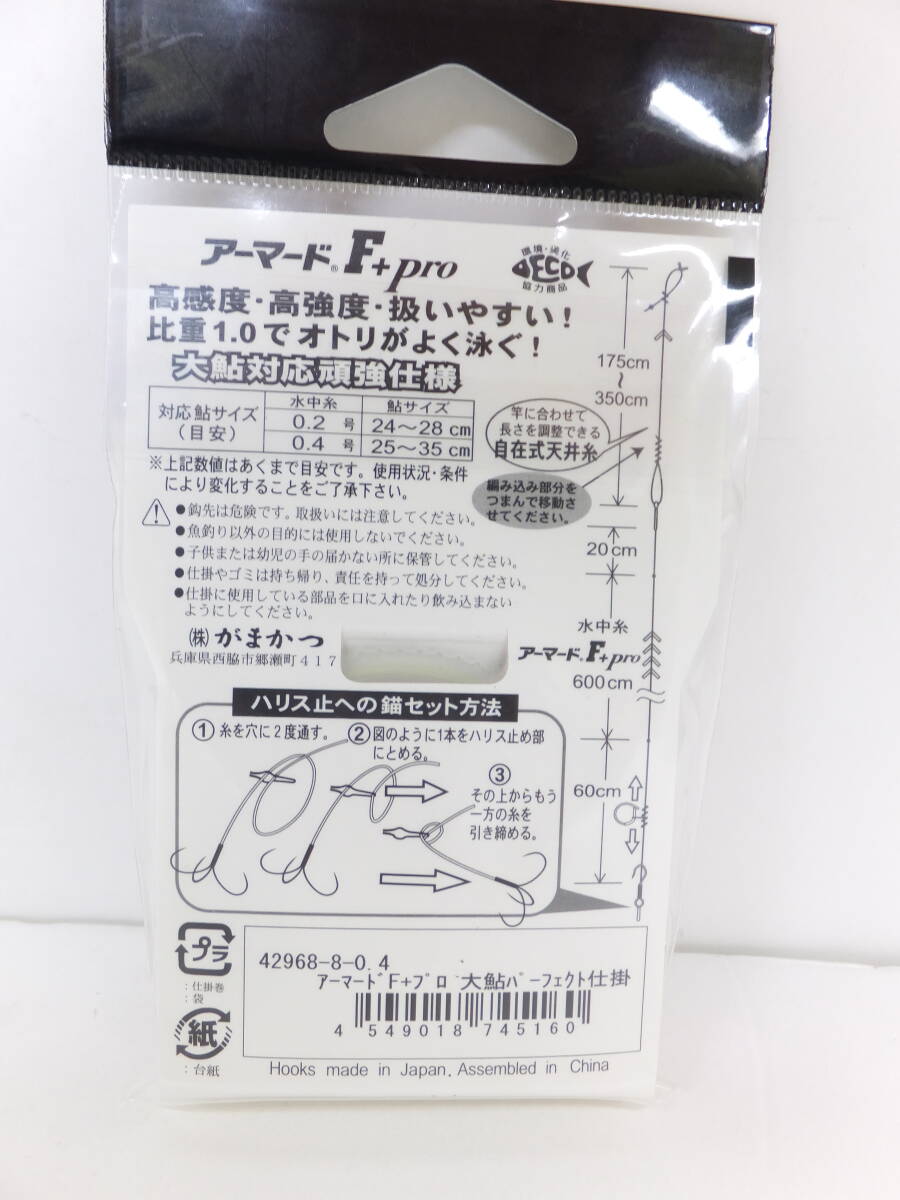 アーマード® F+pro
環境・浄化
ECO
協力商品
高感度・高強度・扱いやすい！
比重1.0でオトリがよく泳ぐ！
大鮎対応頑強仕様
対応鮎サイズ（目安） 水中糸 鮎サイズ
0.2 号 24〜28cm
0.4 号 25〜35cm
※上記数値はあくまで目安です。使用状況・条件
により変化することをご了承下さい。
●鈎先は危険です。取扱いには注意してください。
●魚釣り以外の目的には使用しないでください。
●子供または幼児の手の届かない所に保管してください。
●仕掛やゴミは持ち帰り、責任を持って処分してください。
●仕掛に使用している部品を口に入れたり飲み込まない
ようにしてください。
㈱がまかつ
兵庫県西脇市郷瀬町417
175cm
〜
350cm
竿に合わせて
長さを調整できる
自在式天井糸
編み込み部分を
つまんで移動さ
せてください。
20cm
水中糸
アーマード®F+pro
600cm
60cm
ハリス止への錨セット方法
①糸を穴に2度通す。
②図のように1本をハリス止め部
にとめる。
③
その上からもう
一方の糸を
引き締める。
プラ
：仕掛巻
：袋
紙
：台紙
42968-8-0.4
アーマードF+プロ 大鮎パーフェクト仕掛
4 549018 745160
Hooks made in Japan. Assembled in China